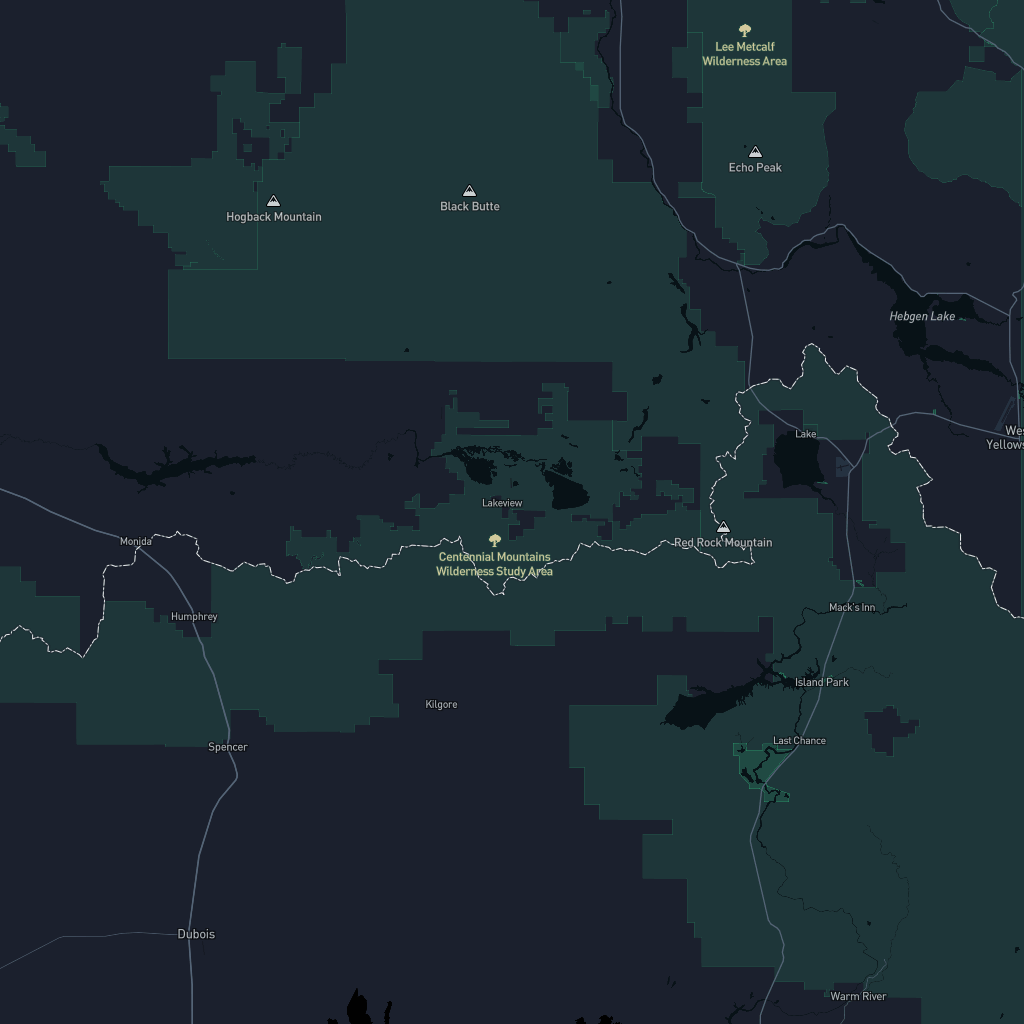 Lee Metcalf
Wilderness Area
Echo Peak
Hogback Mountain
Black Butte
Hebgen Lake
Lake
Lakeview
Monida
Red Rock Mountain
Centennial Mountains
Wilderness Study Area
Mack's Inn
Humphrey
Island Park
Kilgore
Last Chance
Spencer
Dubois
Warm River